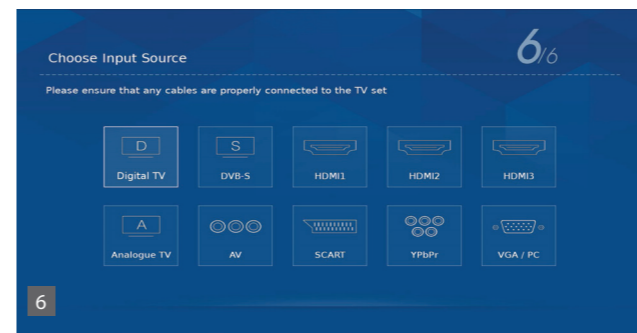 Choose Input Source
6/6
Please ensure that any cables are properly connected to the TV set
D
S
Digital TV
DVB-S
HDMI1
HDMI2
HDMI3
A
Analogue TV
AV
SCART
YPbPr
VGA / PC
6